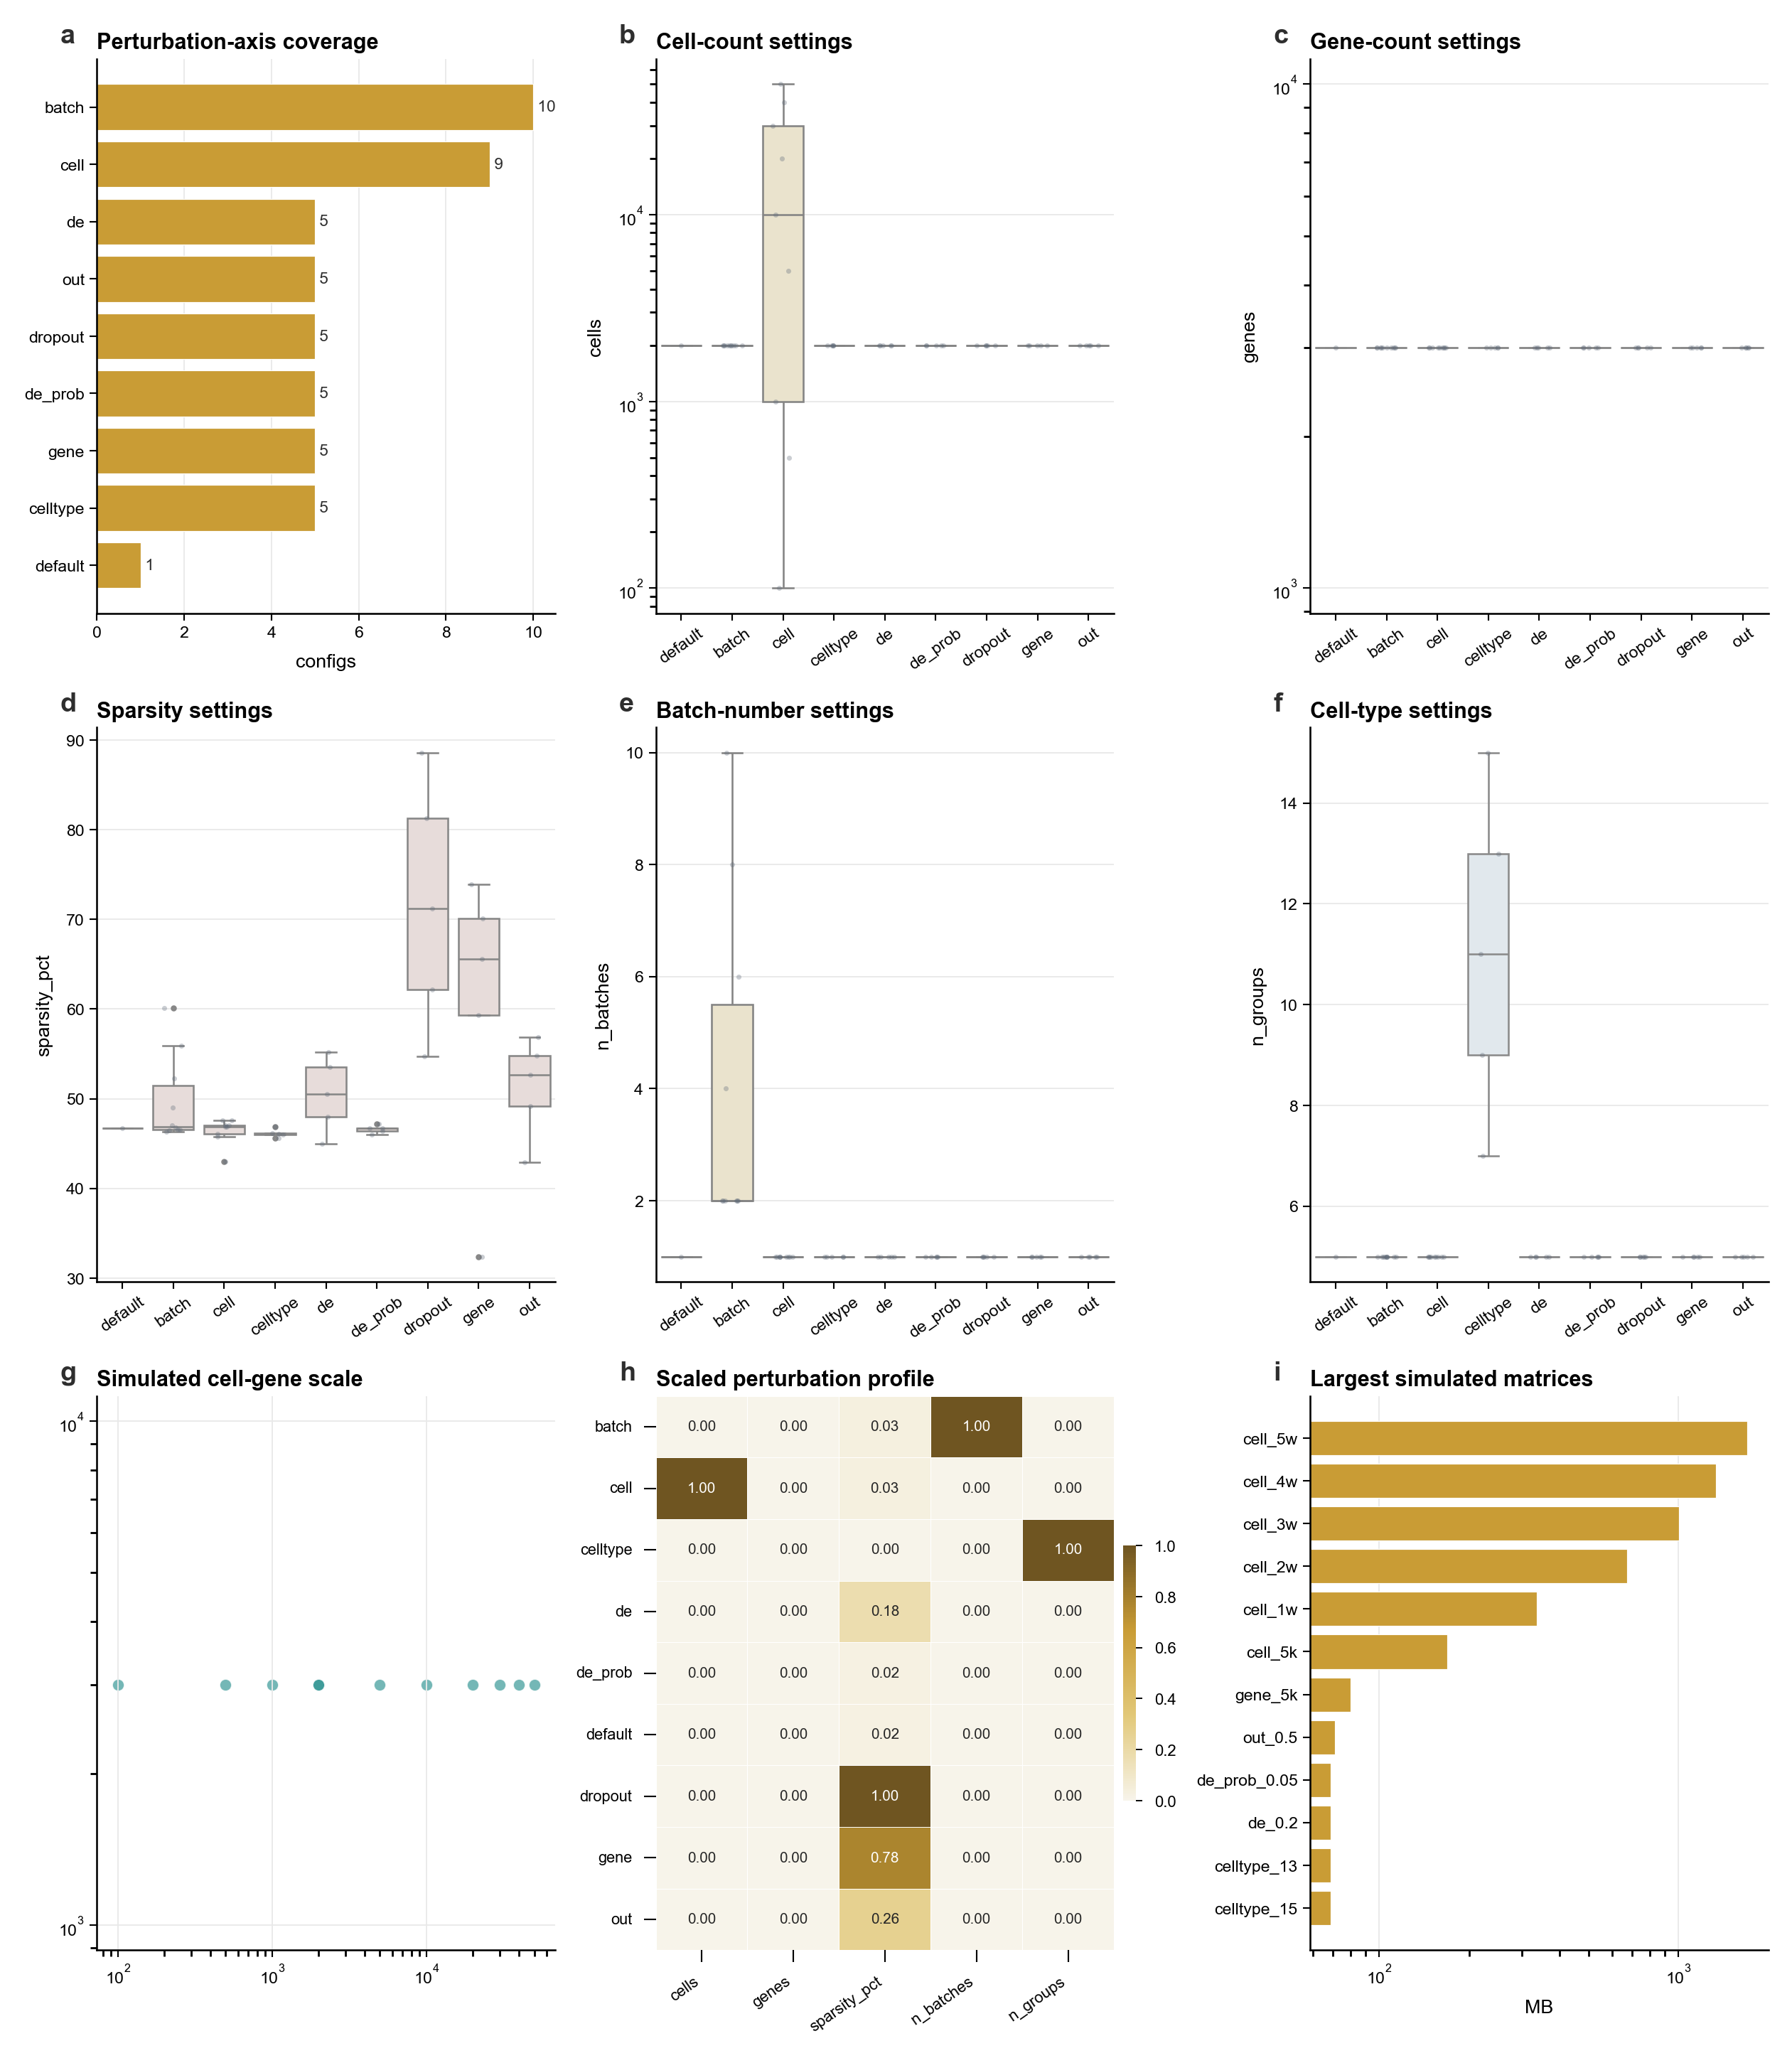 a Perturbation-axis coverage
batch 10
cell 9
de 5
out 5
dropout 5
de_prob 5
gene 5
celltype 5
default 1
0 2 4 6 8 10
configs
b Cell-count settings
cells
10^4
10^3
10^2
default batch cell celltype de de_prob dropout gene out
c Gene-count settings
genes
10^4
10^3
default batch cell celltype de de_prob dropout gene out
d Sparsity settings
sparsity_pct
90
80
70
60
50
40
30
default batch cell celltype de de_prob dropout gene out
e Batch-number settings
n_batches
10
8
6
4
2
default batch cell celltype de de_prob dropout gene out
f Cell-type settings
n_groups
14
12
10
8
6
default batch cell celltype de de_prob dropout gene out
g Simulated cell-gene scale
10^4
10^3
10^2 10^3 10^4
h Scaled perturbation profile
batch 0.00 0.00 0.03 1.00 0.00
cell 1.00 0.00 0.03 0.00 0.00
celltype 0.00 0.00 0.00 0.00 1.00
de 0.00 0.00 0.18 0.00 0.00
de_prob 0.00 0.00 0.02 0.00 0.00
default 0.00 0.00 0.02 0.00 0.00
dropout 0.00 0.00 1.00 0.00 0.00
gene 0.00 0.00 0.78 0.00 0.00
out 0.00 0.00 0.26 0.00 0.00
cells genes sparsity_pct n_batches n_groups
1.0
0.8
0.6
0.4
0.2
0.0
i Largest simulated matrices
cell_5w
cell_4w
cell_3w
cell_2w
cell_1w
cell_5k
gene_5k
out_0.5
de_prob_0.05
de_0.2
celltype_13
celltype_15
10^2 10^3
MB